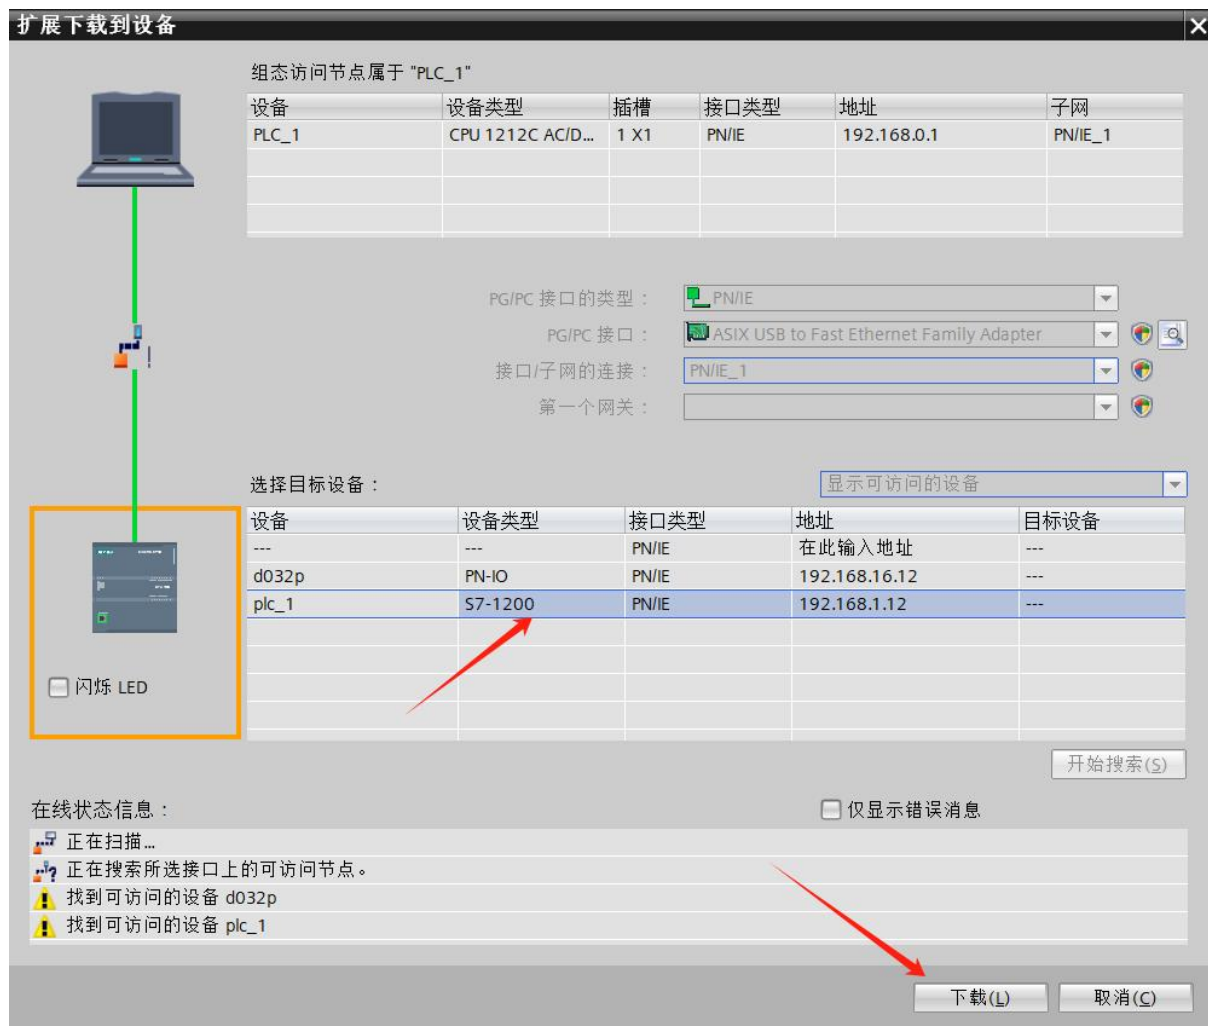 扩展下载到设备
组态访问节点属于 "PLC_1"
设备 设备类型 插槽 接口类型 地址 子网
PLC_1 CPU 1212C AC/D... 1 X1 PN/IE 192.168.0.1 PN/IE_1
PG/PC 接口的类型： PN/IE
PG/PC 接口： ASIX USB to Fast Ethernet Family Adapter
接口/子网的连接： PN/IE_1
第一个网关：
选择目标设备： 显示可访问的设备
设备 设备类型 接口类型 地址 目标设备
--- --- PN/IE 在此输入地址 ---
d032p PN-IO PN/IE 192.168.16.12 ---
plc_1 S7-1200 PN/IE 192.168.1.12 ---
闪烁 LED
开始搜索(S)
在线状态信息： 仅显示错误消息
正在扫描...
正在搜索所选接口上的可访问节点。
找到可访问的设备 d032p
找到可访问的设备 plc_1
下载(L) 取消(C)